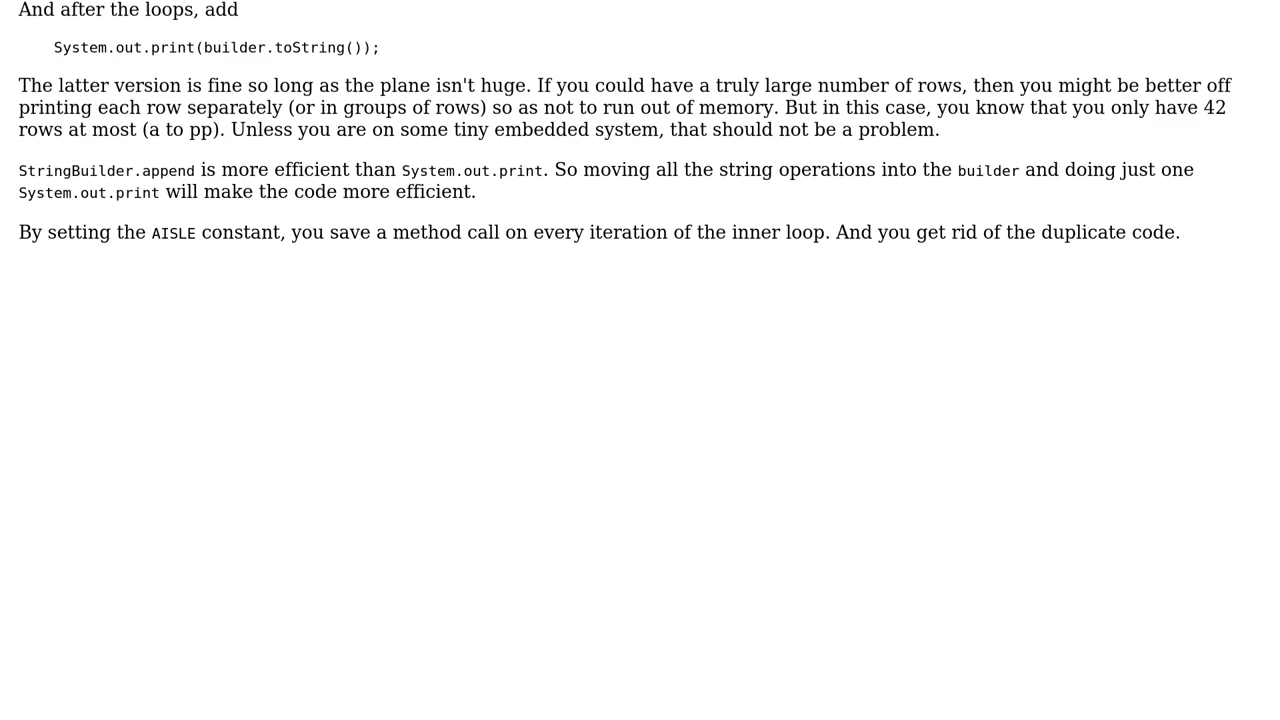 And after the loops, add
System.out.print(builder.toString());
The latter version is fine so long as the plane isn't huge. If you could have a truly large number of rows, then you might be better off
printing each row separately (or in groups of rows) so as not to run out of memory. But in this case, you know that you only have 42
rows at most (a to pp). Unless you are on some tiny embedded system, that should not be a problem.
StringBuilder.append is more efficient than System.out.print. So moving all the string operations into the builder and doing just one
System.out.print will make the code more efficient.
By setting the AISLE constant, you save a method call on every iteration of the inner loop. And you get rid of the duplicate code.